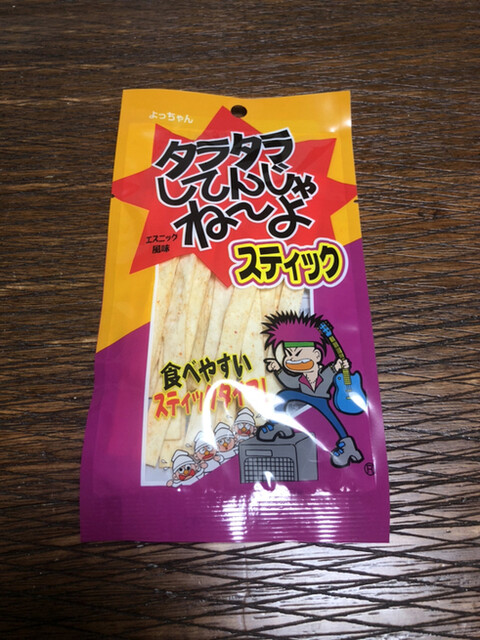 よっちゃん
タラタラ
してんじゃ
ね〜よ
エスニック
風味
スティック
食べやすい
スティックタイプ!
®